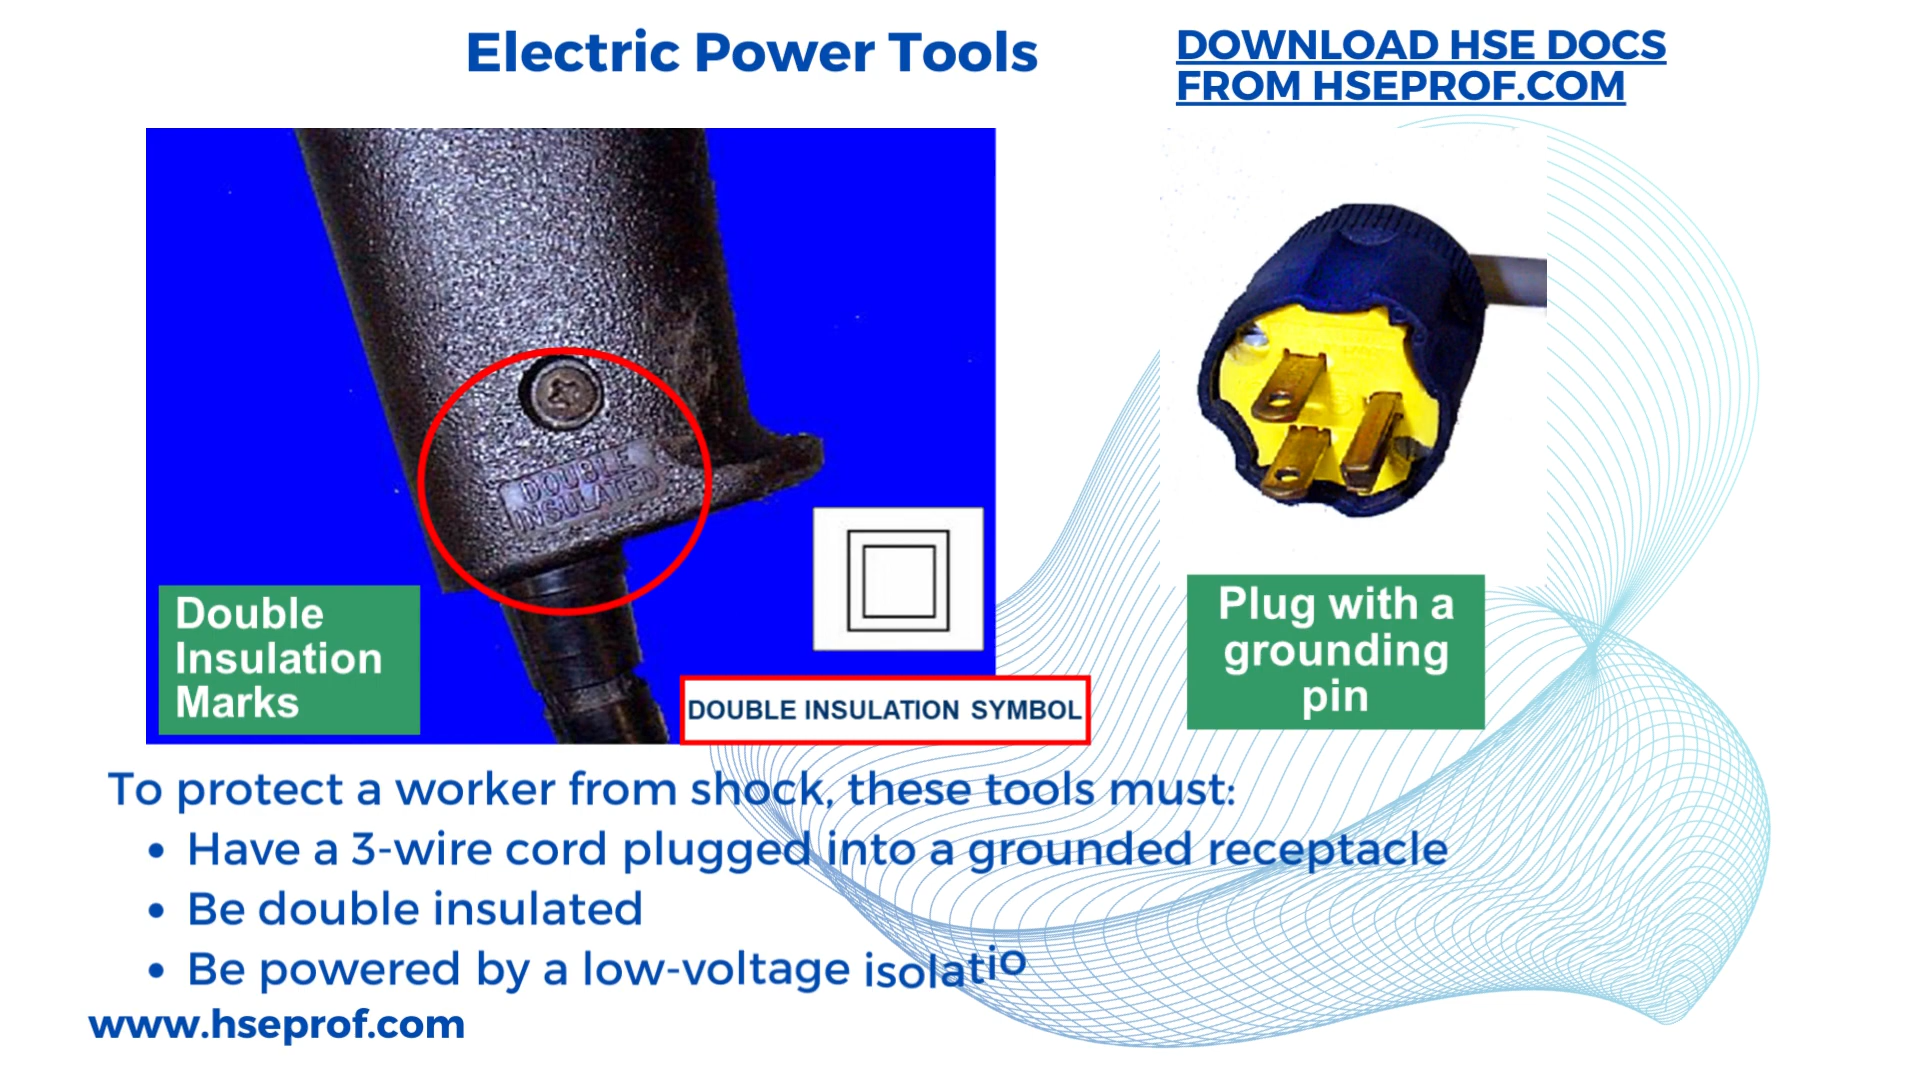 Electric Power Tools
DOWNLOAD HSE DOCS
FROM HSEPROF.COM
DOUBLE
INSULATED
Double
Insulation
Marks
DOUBLE INSULATION SYMBOL
Plug with a
grounding
pin
To protect a worker from shock, these tools must:
• Have a 3-wire cord plugged into a grounded receptacle
• Be double insulated
• Be powered by a low-voltage isolatio
www.hseprof.com